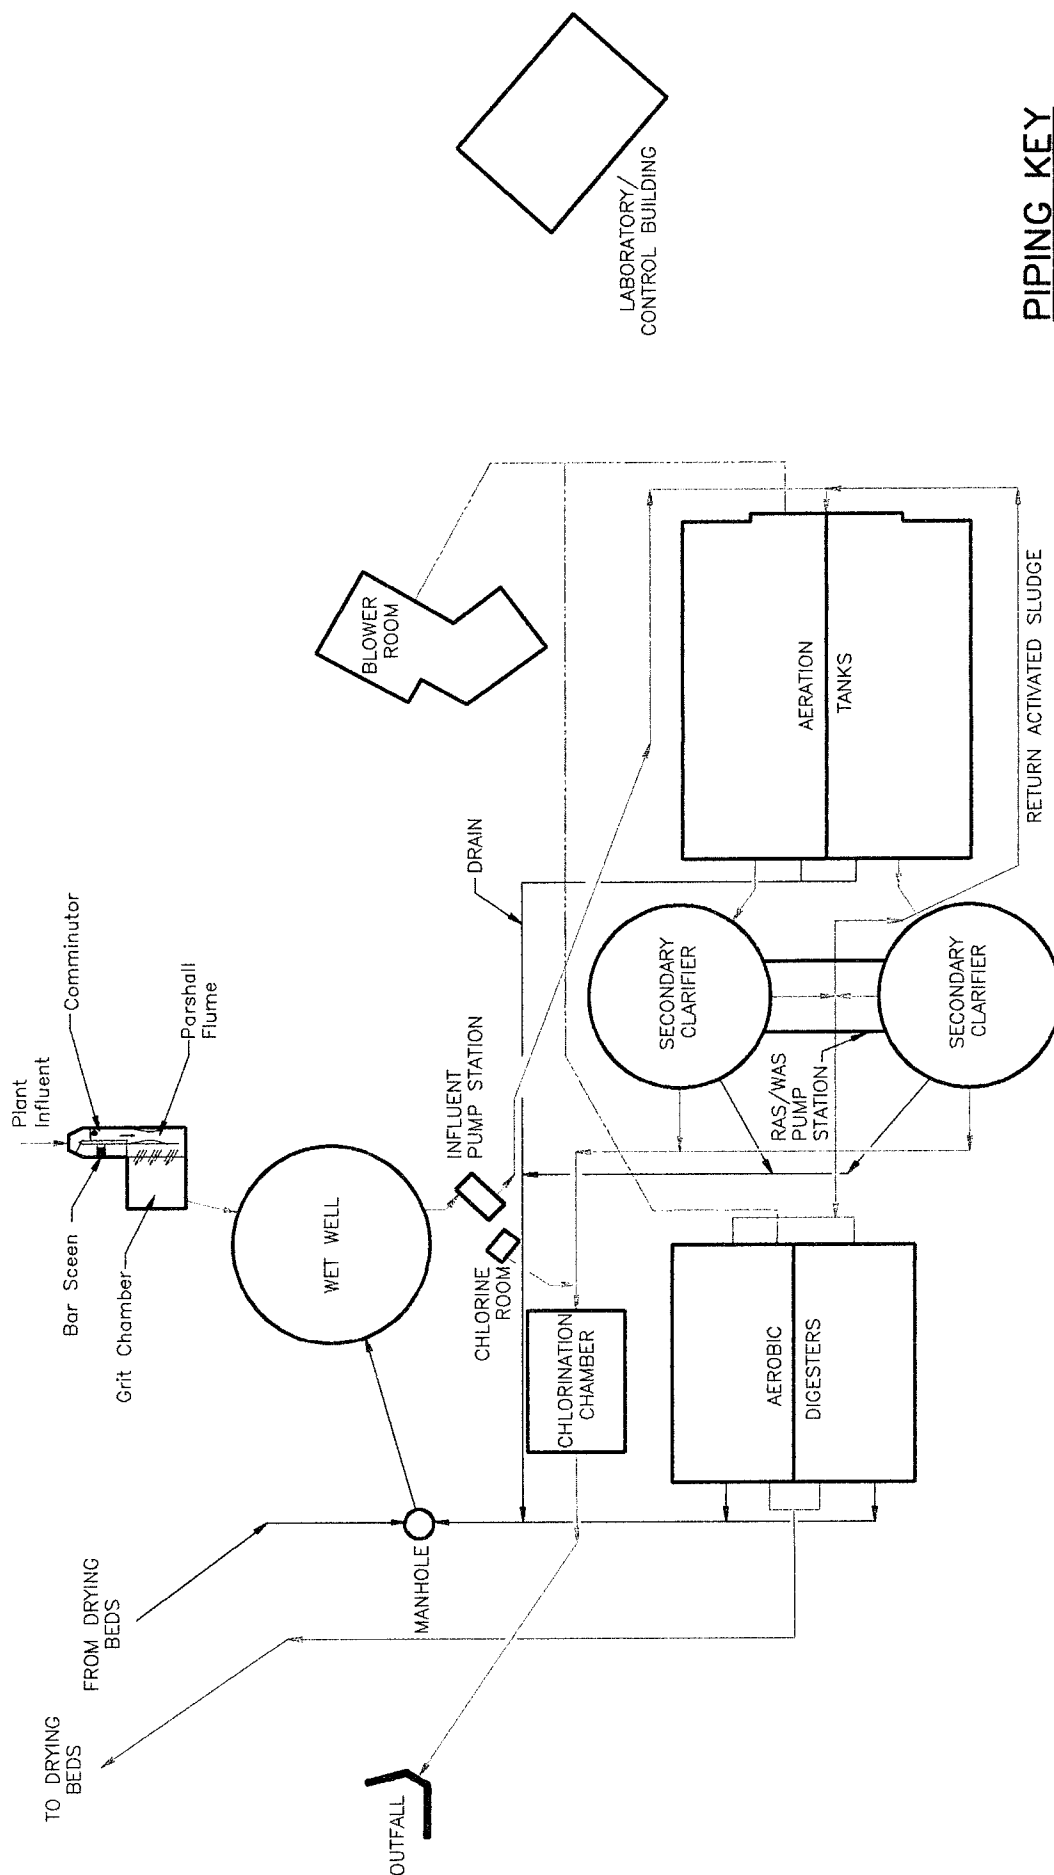 Plant
Influent
Comminutor
Parshall
Flume
Bar Sceen
Grit Chamber
WET WELL
INFLUENT
PUMP STATION
CHLORINE
ROOM
CHLORINATION
CHAMBER
MANHOLE
FROM DRYING
BEDS
TO DRYING
BEDS
OUTFALL
DRAIN
BLOWER
ROOM
LABORATORY/
CONTROL BUILDING
AERATION
TANKS
SECONDARY
CLARIFIER
SECONDARY
CLARIFIER
RAS/WAS
PUMP
STATION
AEROBIC
DIGESTERS
RETURN ACTIVATED SLUDGE
PIPING KEY